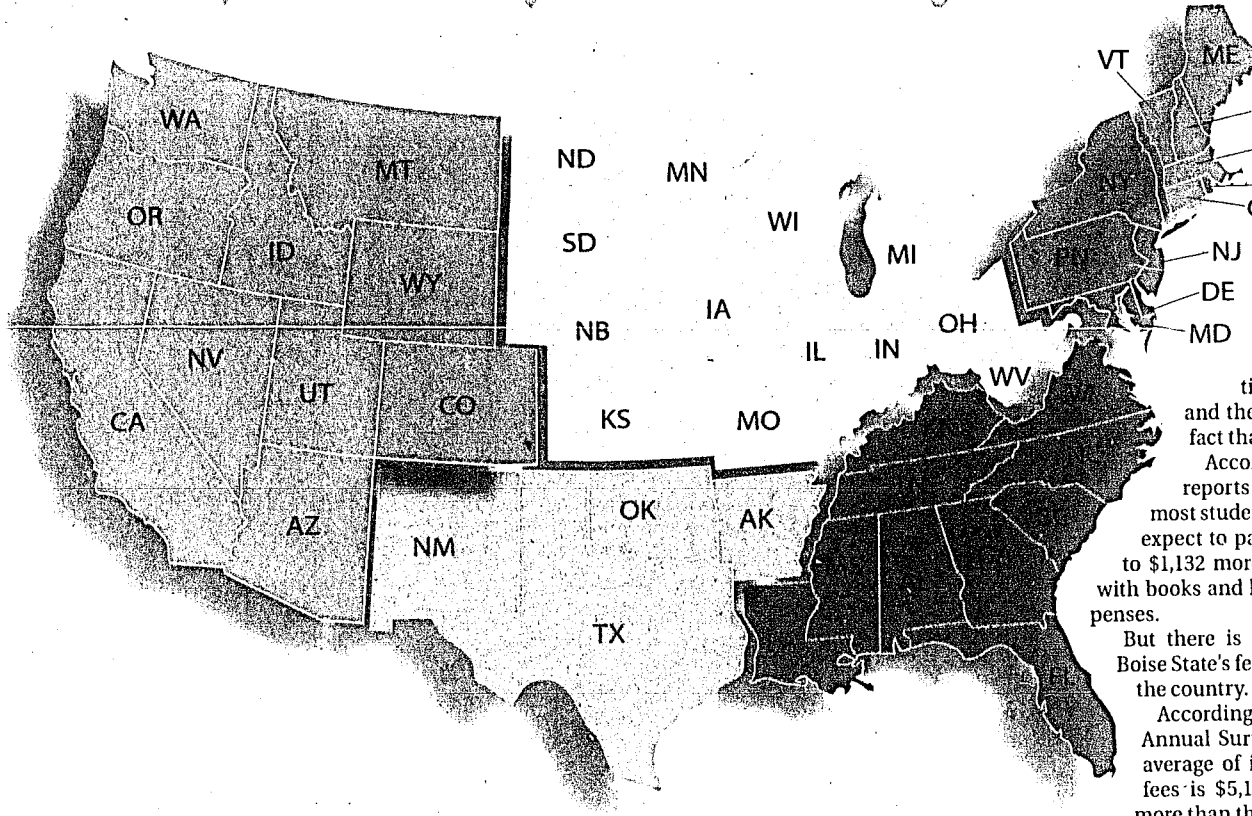 VT
ME
WA
MT
ND
MN
OR
ID
SD
WI
MI
NY
WY
PN
NJ
DE
MD
NB
IA
OH
NV
IL
IN
WV
UT
CO
CA
KS
MO
AZ
NM
OK
AK
TX
FL
and the
fact tha
Acco
reports
most stude
expect to pa
to $1,132 mor
with books and
penses.
But there is
Boise State's fe
the country.
According
Annual Sur
average of i
fees is $5,1
more than th